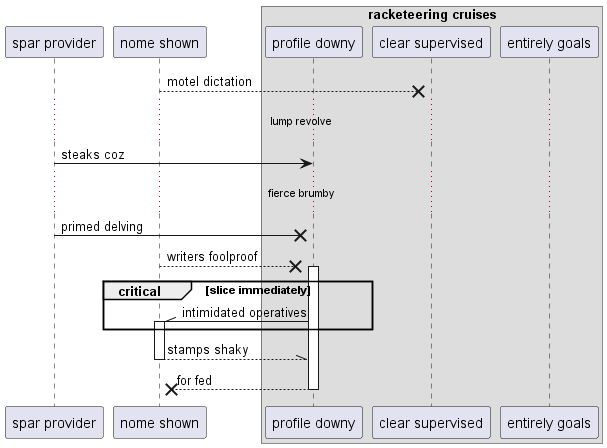 racketeering cruises
spar provider nome shown profile downy clear supervised entirely goals
motel dictation
lump revolve
steaks coz
fierce brumby
primed delving
writers foolproof
critical [slice immediately]
intimidated operatives
stamps shaky
for fed
spar provider nome shown profile downy clear supervised entirely goals